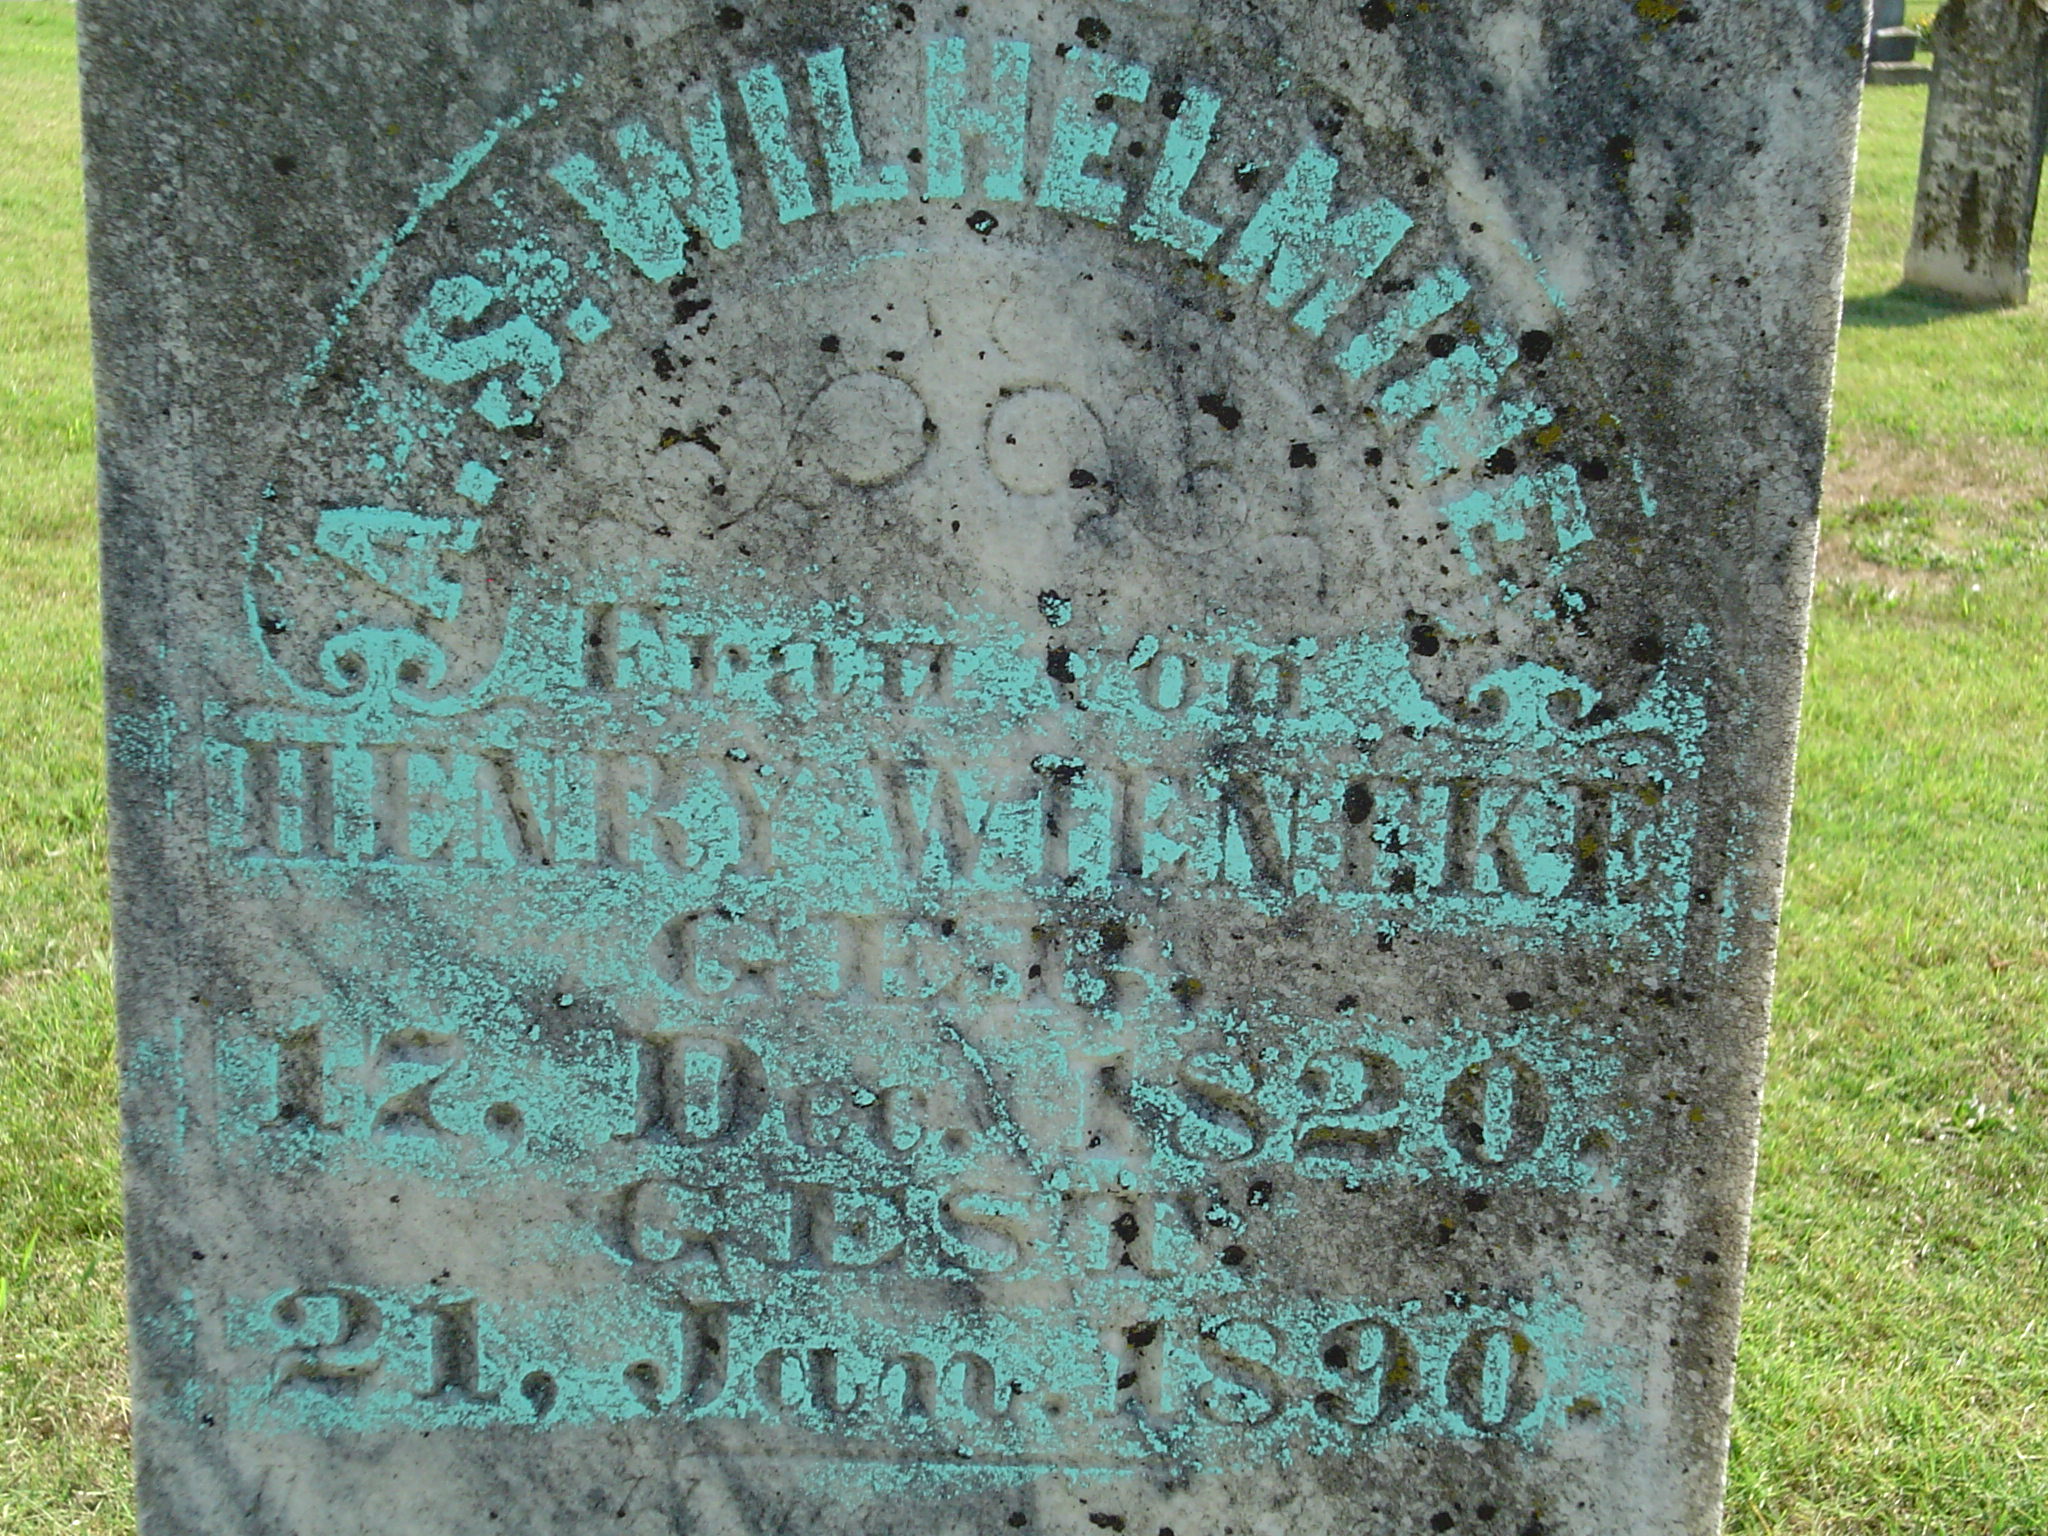 A. S. WILHELMINE
Frau von
HENRY WIENEKE
GEB.
17, Dec. 1820.
GEST.
21, Jan. 1890.